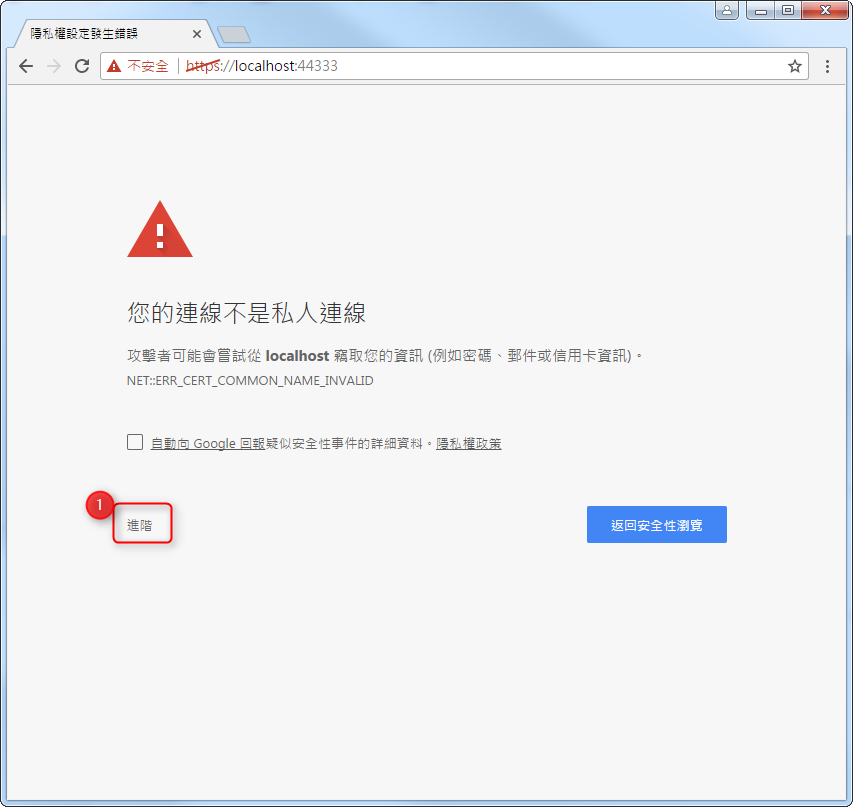 隱私權設定發生錯誤
不安全 https://localhost:44333
您的連線不是私人連線
攻擊者可能會嘗試從 localhost 竊取您的資訊 (例如密碼、郵件或信用卡資訊)。
NET::ERR_CERT_COMMON_NAME_INVALID
自動向 Google 回報疑似安全性事件的詳細資料。隱私權政策
1
進階
返回安全性瀏覽